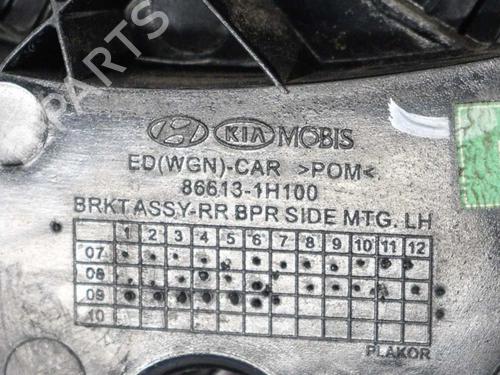 HYUNDAI KIA MOBIS
ED(WGN)-CAR >POM<
86613-1H100
BRKT ASSY-RR BPR SIDE MTG. LH
1 2 3 4 5 6 7 8 9 10 11 12
07
08
09
10
PLAKOR
B-PARTS